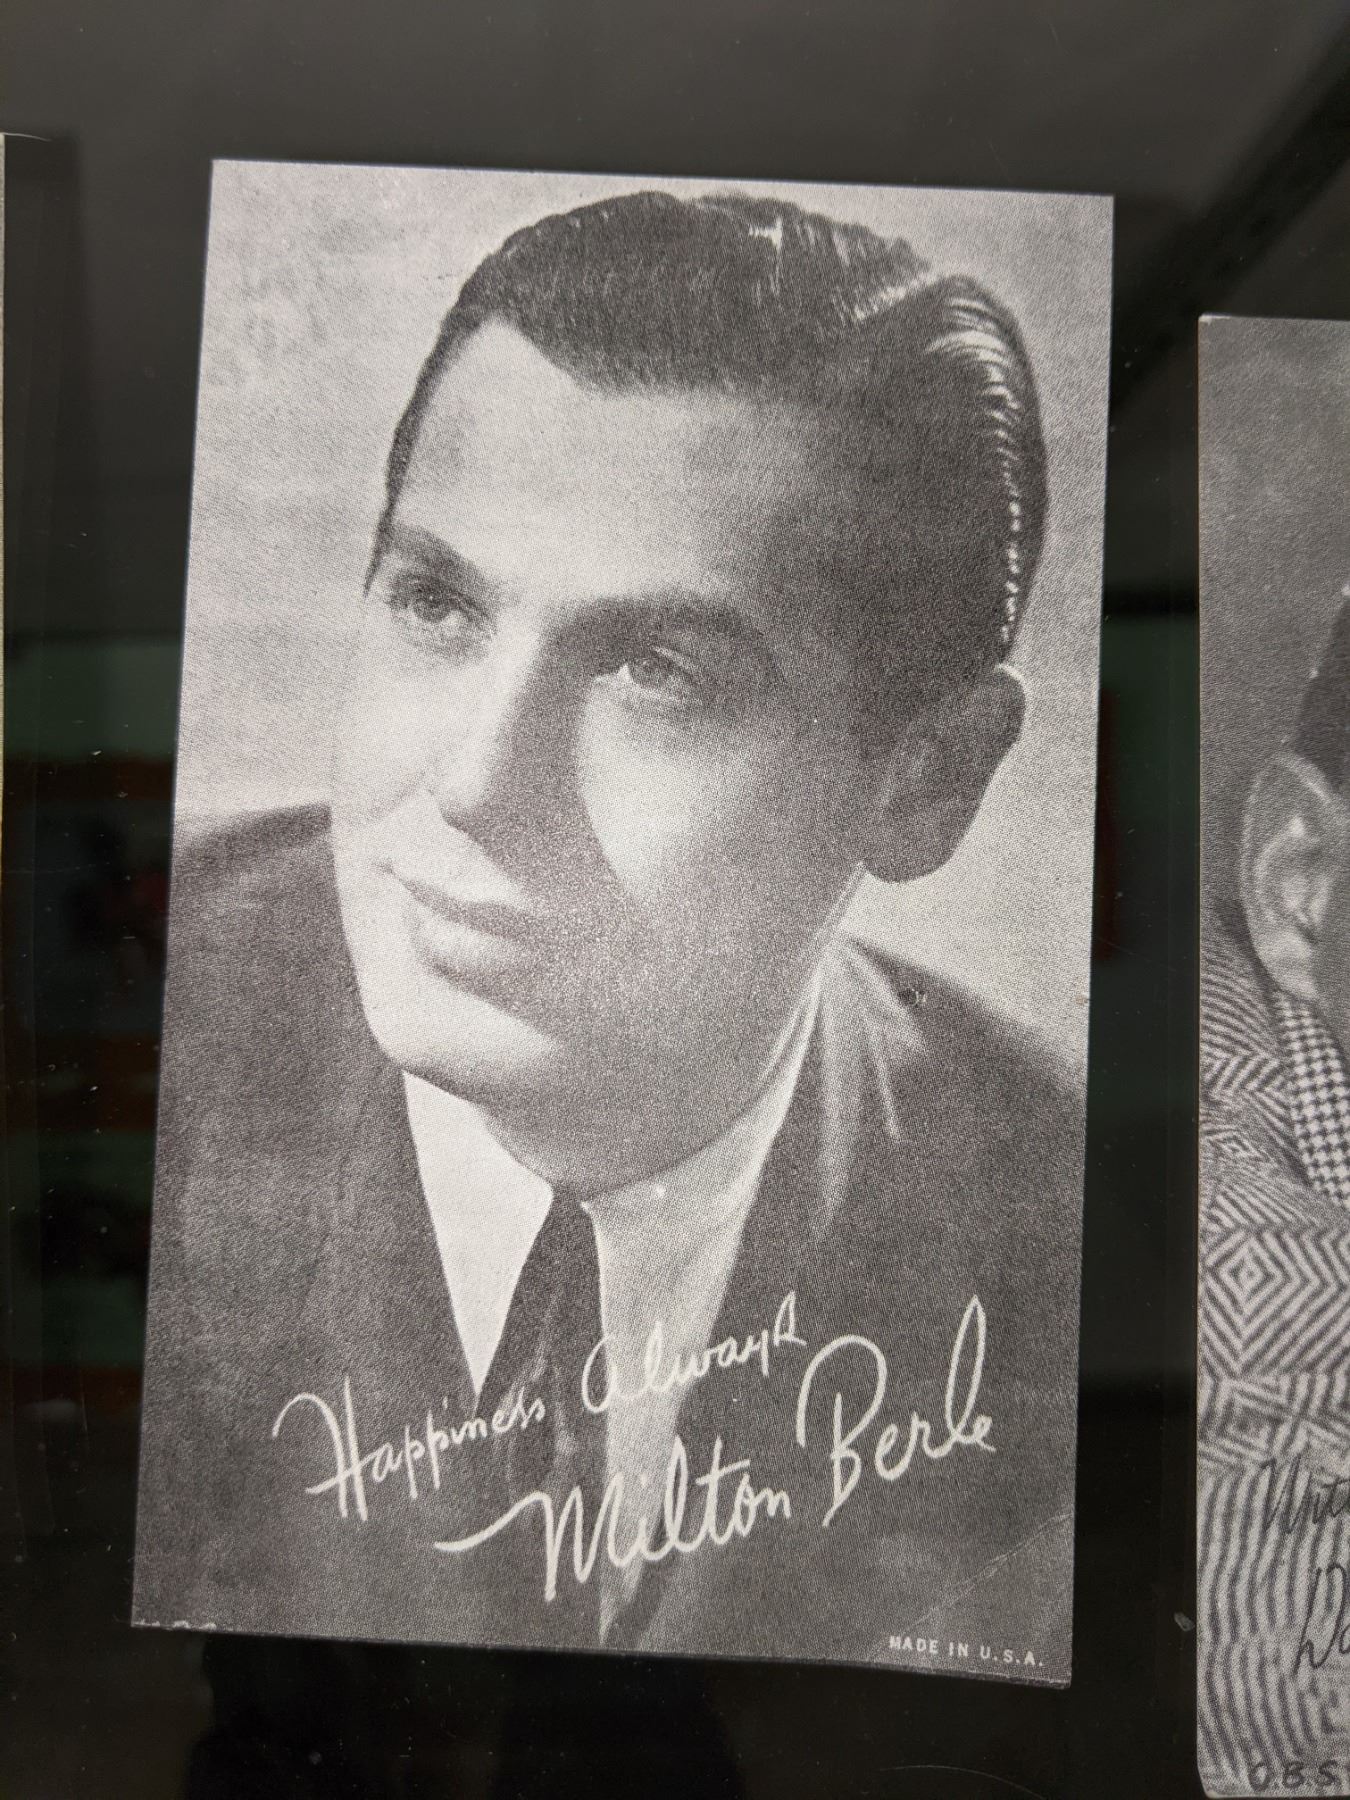 Happiness Always
Milton Berle
MADE IN U.S.A.
C.B.S